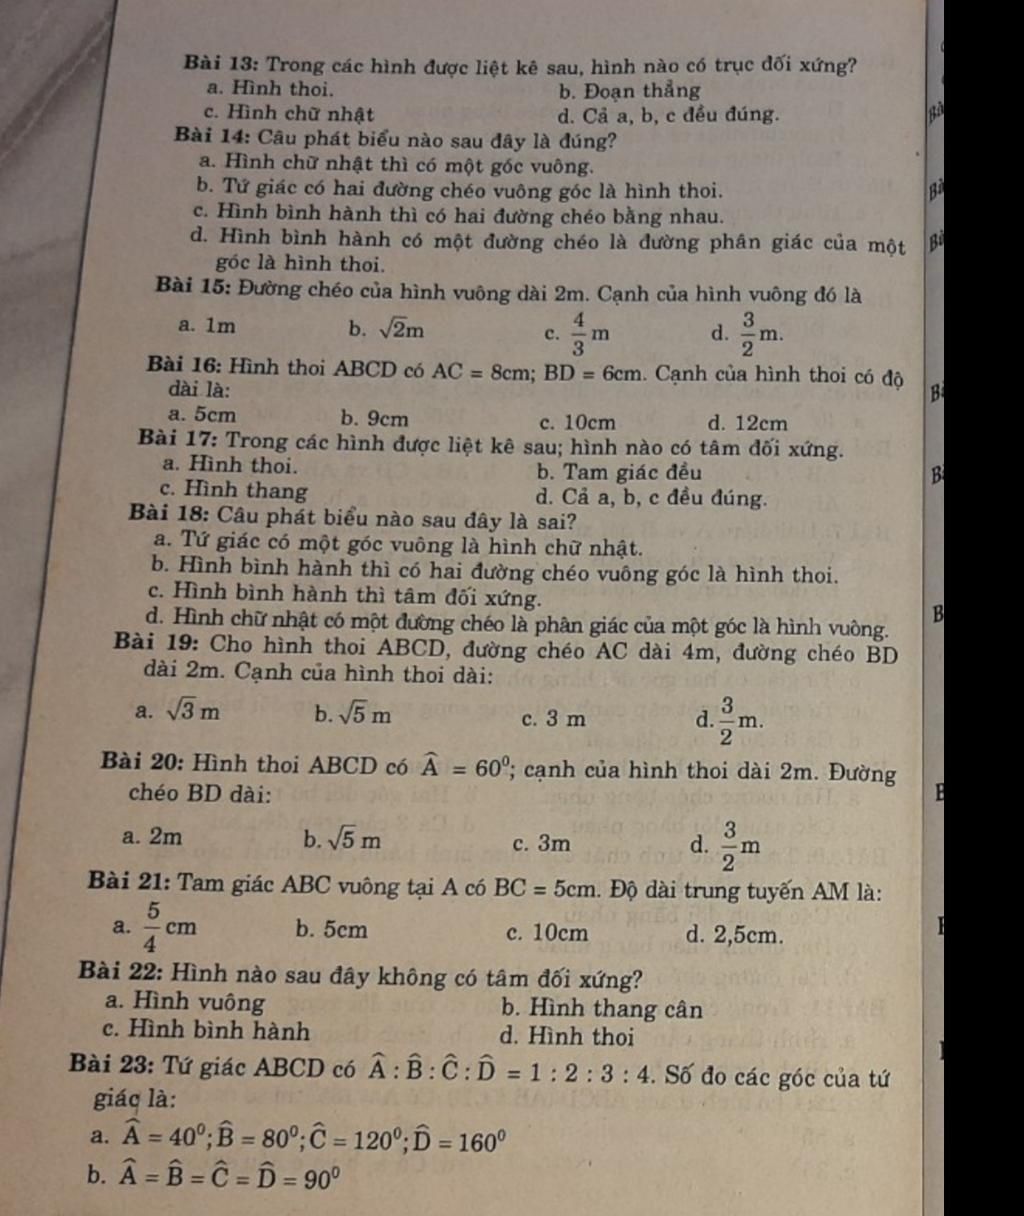 Bài 13: Trong các hình được liệt kê sau, hình nào có trục đối xứng?
a. Hình thoi. b. Đoạn thẳng
c. Hình chữ nhật d. Cả a, b, c đều đúng.
Bài 14: Câu phát biểu nào sau đây là đúng?
a. Hình chữ nhật thì có một góc vuông.
b. Tứ giác có hai đường chéo vuông góc là hình thoi.
c. Hình bình hành thì có hai đường chéo bằng nhau.
d. Hình bình hành có một đường chéo là đường phân giác của một
góc là hình thoi.
Bài 15: Đường chéo của hình vuông dài 2m. Cạnh của hình vuông đó là
a. 1m b. √2m c. 4/3 m d. 3/2 m.
Bài 16: Hình thoi ABCD có AC = 8cm; BD = 6cm. Cạnh của hình thoi có độ
dài là:
a. 5cm b. 9cm c. 10cm d. 12cm
Bài 17: Trong các hình được liệt kê sau; hình nào có tâm đối xứng.
a. Hình thoi. b. Tam giác đều
c. Hình thang d. Cả a, b, c đều đúng.
Bài 18: Câu phát biểu nào sau đây là sai?
a. Tứ giác có một góc vuông là hình chữ nhật.
b. Hình bình hành thì có hai đường chéo vuông góc là hình thoi.
c. Hình bình hành thì tâm đối xứng.
d. Hình chữ nhật có một đường chéo là phân giác của một góc là hình vuông.
Bài 19: Cho hình thoi ABCD, đường chéo AC dài 4m, đường chéo BD
dài 2m. Cạnh của hình thoi dài:
a. √3 m b. √5 m c. 3 m d. 3/2 m.
Bài 20: Hình thoi ABCD có Â = 60⁰; cạnh của hình thoi dài 2m. Đường
chéo BD dài:
a. 2m b. √5 m c. 3m d. 3/2 m
Bài 21: Tam giác ABC vuông tại A có BC = 5cm. Độ dài trung tuyến AM là:
a. 5/4 cm b. 5cm c. 10cm d. 2,5cm.
Bài 22: Hình nào sau đây không có tâm đối xứng?
a. Hình vuông b. Hình thang cân
c. Hình bình hành d. Hình thoi
Bài 23: Tứ giác ABCD có Â : B̂ : Ĉ : D̂ = 1 : 2 : 3 : 4. Số đo các góc của tứ
giác là:
a. Â = 40⁰; B̂ = 80⁰; Ĉ = 120⁰; D̂ = 160⁰
b. Â = B̂ = Ĉ = D̂ = 90⁰